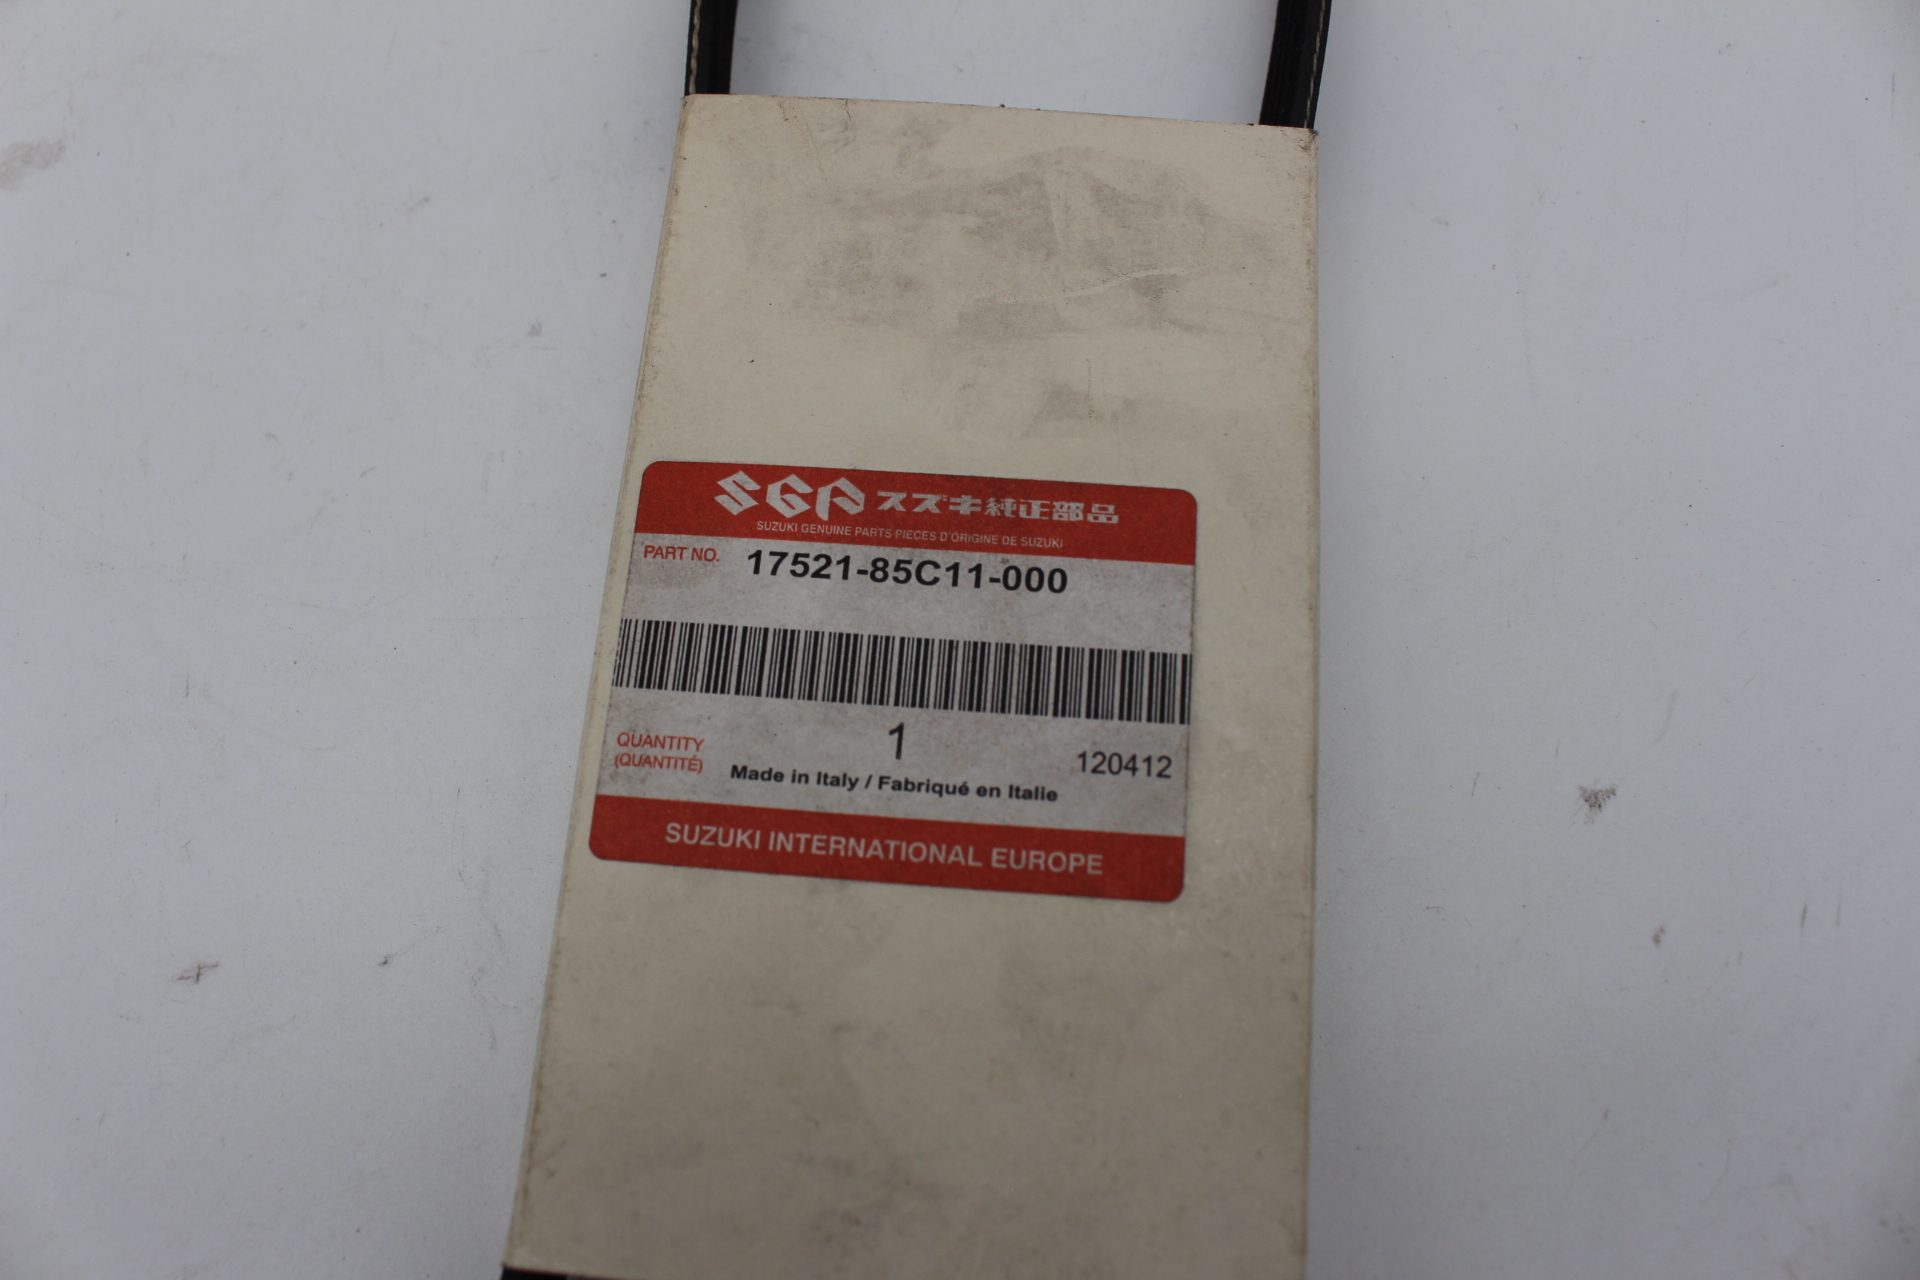 SGP スズキ純正部品
SUZUKI GENUINE PARTS PIECES D'ORIGINE DE SUZUKI
PART NO. 17521-85C11-000
QUANTITY 1 120412
(QUANTITÉ)
Made in Italy / Fabriqué en Italie
SUZUKI INTERNATIONAL EUROPE